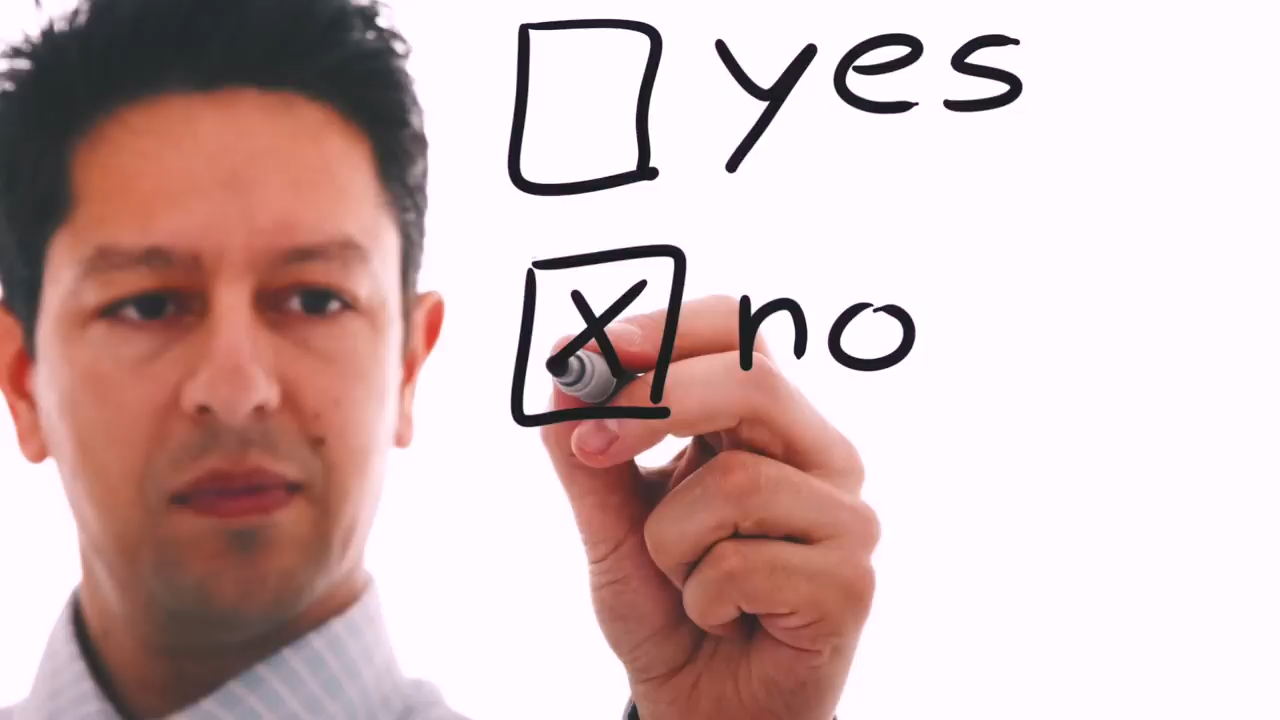 yes
x no